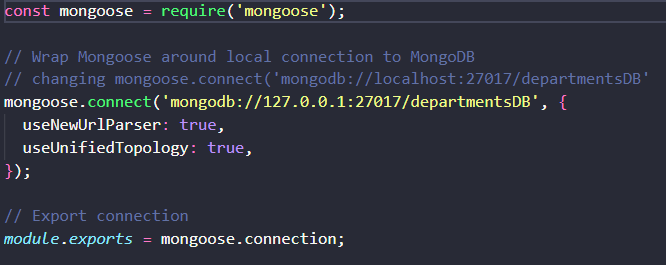 const mongoose = require('mongoose');
// Wrap Mongoose around local connection to MongoDB
// changing mongoose.connect('mongodb://localhost:27017/departmentsDB'
mongoose.connect('mongodb://127.0.0.1:27017/departmentsDB', {
  useNewUrlParser: true,
  useUnifiedTopology: true,
});
// Export connection
module.exports = mongoose.connection;